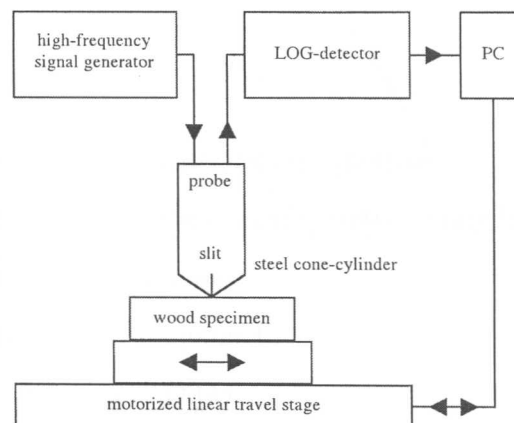 high-frequency
signal generator
LOG-detector
PC
probe
slit
steel cone-cylinder
wood specimen
motorized linear travel stage